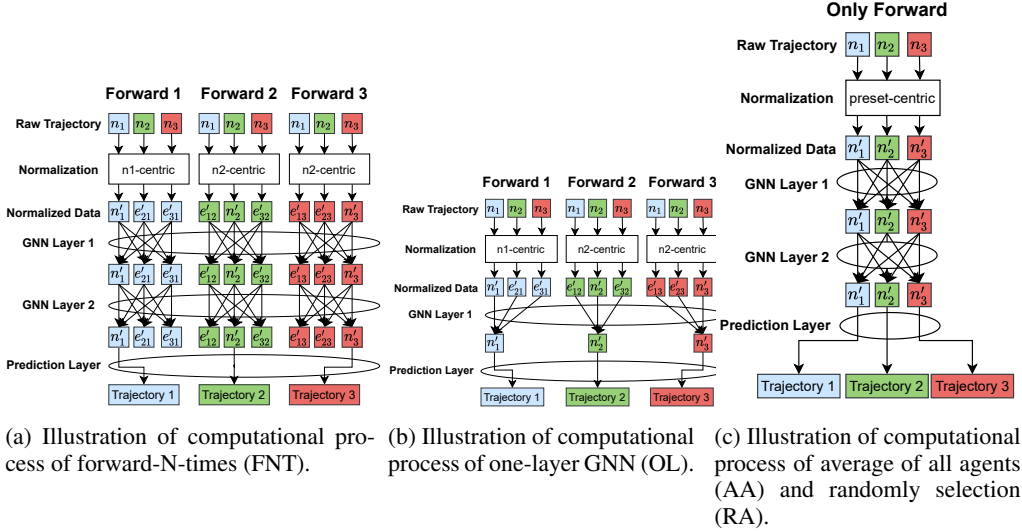 Forward 1 Forward 2 Forward 3
Raw Trajectory n₁ n₂ n₃ n₁ n₂ n₃ n₁ n₂ n₃
Normalization n1-centric n2-centric n2-centric
Normalized Data n'₁ e'₂₁ e'₃₁ e'₁₂ n'₂ e'₃₂ e'₁₃ e'₂₃ n'₃
GNN Layer 1
n'₁ e'₂₁ e'₃₁ e'₁₂ n'₂ e'₃₂ e'₁₃ e'₂₃ n'₃
GNN Layer 2
n'₁ e'₂₁ e'₃₁ e'₁₂ n'₂ e'₃₂ e'₁₃ e'₂₃ n'₃
Prediction Layer
Trajectory 1 Trajectory 2 Trajectory 3
(a) Illustration of computational pro-
cess of forward-N-times (FNT).
Forward 1 Forward 2 Forward 3
Raw Trajectory n₁ n₂ n₃ n₁ n₂ n₃ n₁ n₂ n₃
Normalization n1-centric n2-centric n2-centric
Normalized Data n'₁ e'₂₁ e'₃₁ e'₁₂ n'₂ e'₃₂ e'₁₃ e'₂₃ n'₃
GNN Layer 1
n'₁ n'₂ n'₃
Prediction Layer
Trajectory 1 Trajectory 2 Trajectory 3
(b) Illustration of computational
process of one-layer GNN (OL).
Only Forward
Raw Trajectory n₁ n₂ n₃
Normalization preset-centric
Normalized Data n'₁ n'₂ n'₃
GNN Layer 1
n'₁ n'₂ n'₃
GNN Layer 2
n'₁ n'₂ n'₃
Prediction Layer
Trajectory 1 Trajectory 2 Trajectory 3
(c) Illustration of computational
process of average of all agents
(AA) and randomly selection
(RA).